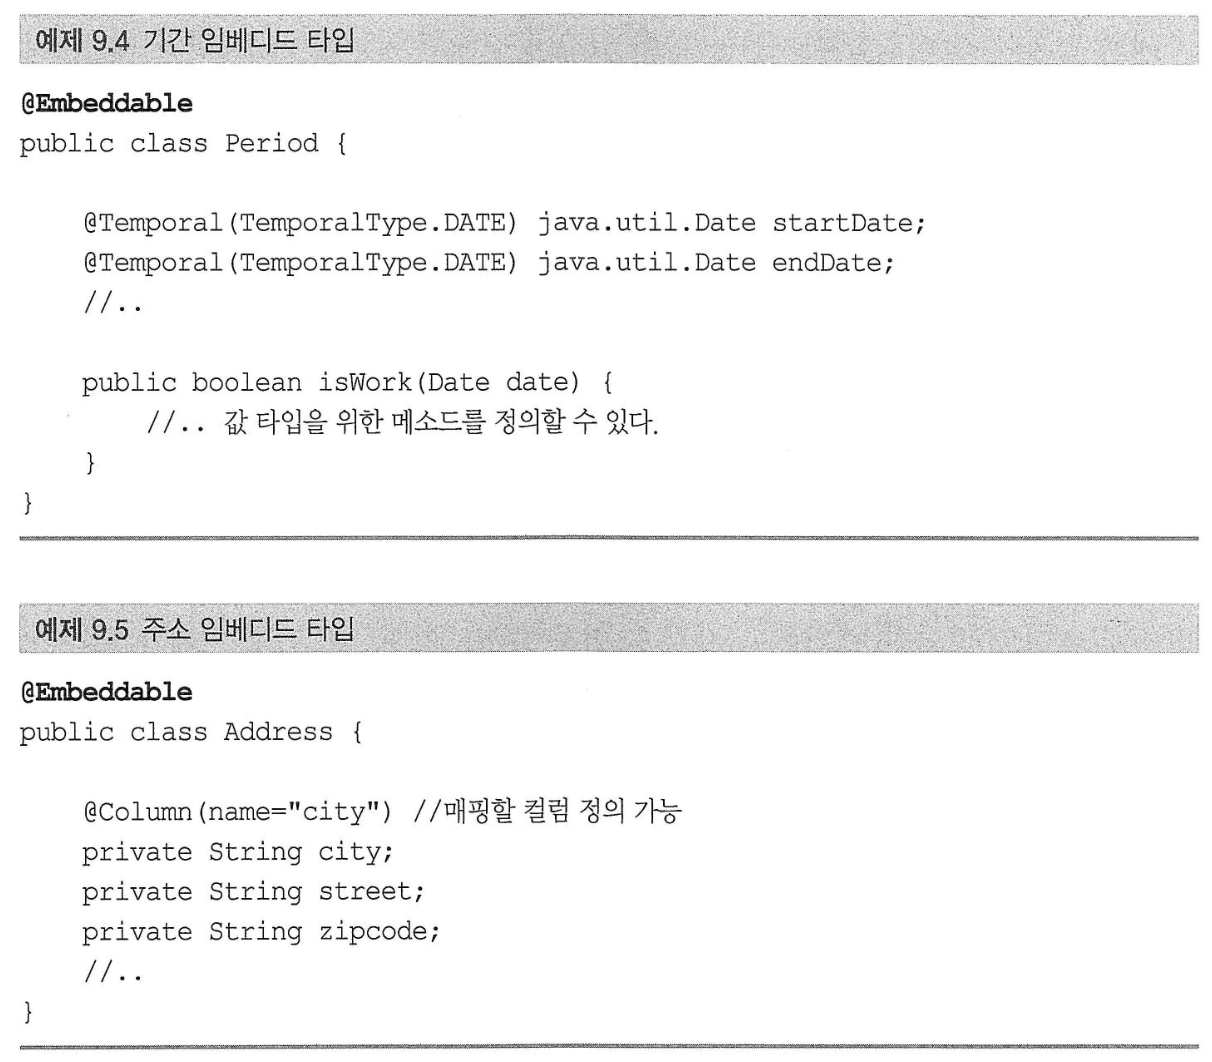 예제 9.4 기간 임베디드 타입
@Embeddable
public class Period {
@Temporal(TemporalType.DATE) java.util.Date startDate;
@Temporal(TemporalType.DATE) java.util.Date endDate;
//..
public boolean isWork(Date date) {
//.. 값 타입을 위한 메소드를 정의할 수 있다.
}
}
예제 9.5 주소 임베디드 타입
@Embeddable
public class Address {
@Column(name="city") //매핑할 컬럼 정의 가능
private String city;
private String street;
private String zipcode;
//..
}